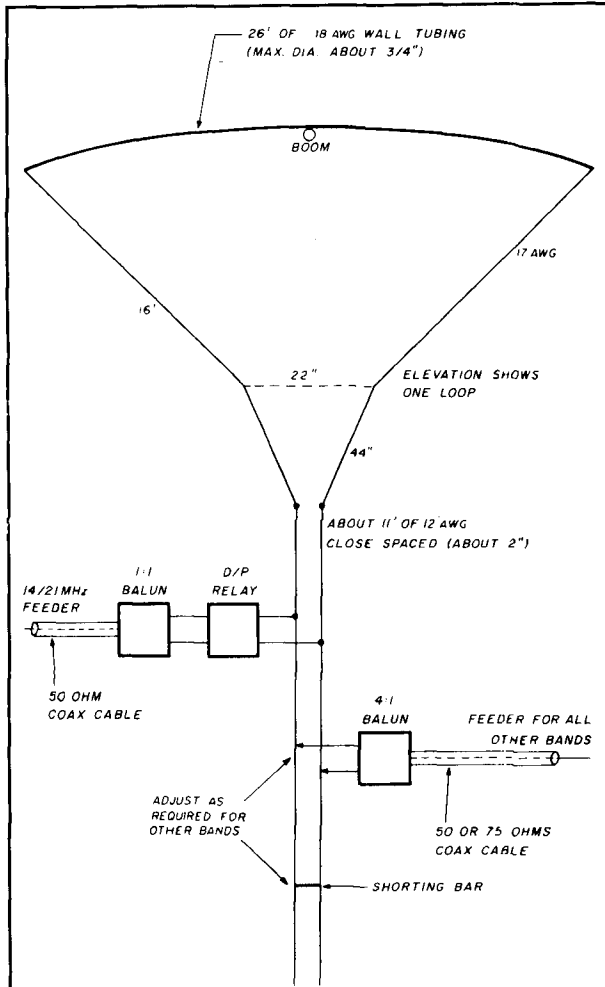 26' OF 18 AWG WALL TUBING
(MAX. DIA. ABOUT 3/4")
BOOM
17 AWG
16'
22"
ELEVATION SHOWS
ONE LOOP
44"
ABOUT 11' OF 12 AWG
CLOSE SPACED (ABOUT 2")
14/21 MHz
FEEDER
1:1
BALUN
D/P
RELAY
50 OHM
COAX CABLE
4:1
BALUN
FEEDER FOR ALL
OTHER BANDS
ADJUST AS
REQUIRED FOR
OTHER BANDS
50 OR 75 OHMS
COAX CABLE
SHORTING BAR